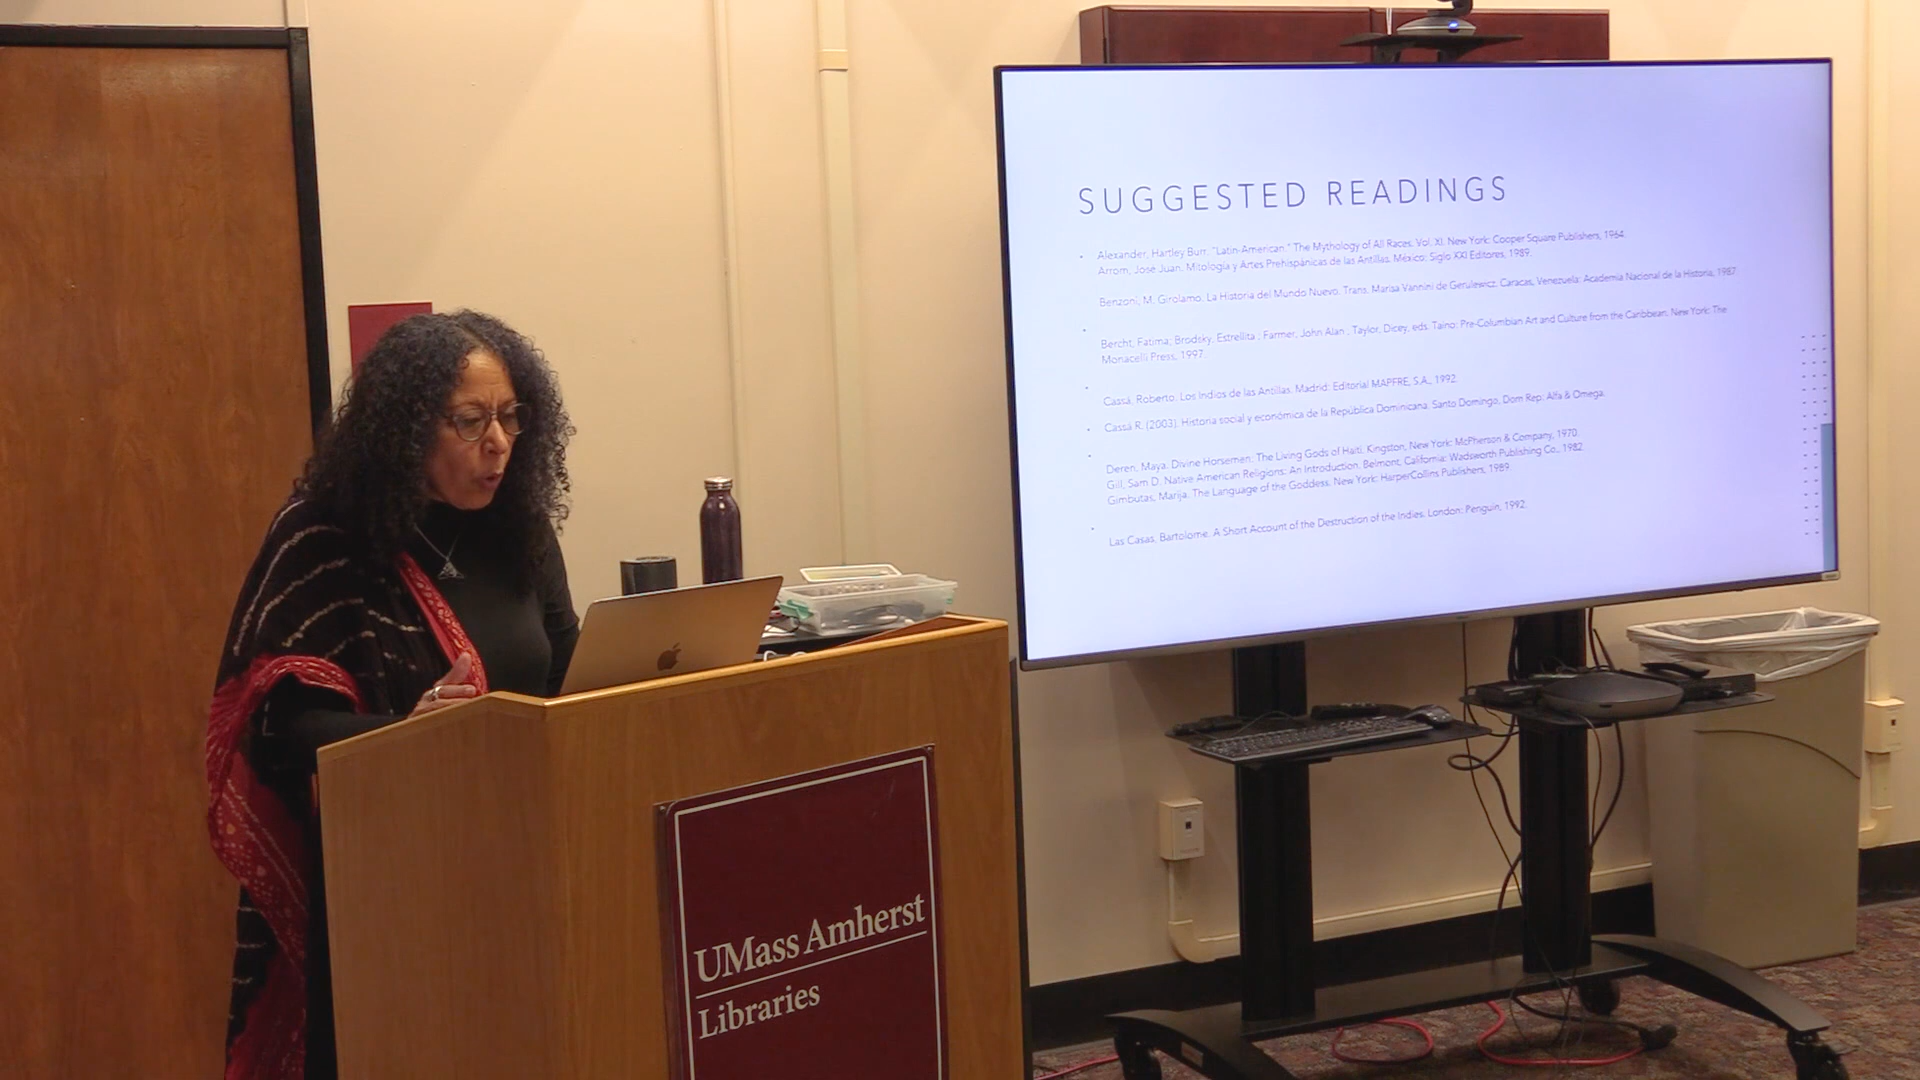 SUGGESTED READINGS
Alexander, Hartley Burr. "Latin-American." The Mythology of All Races. Vol. XI. New York: Cooper Square Publishers, 1964.
Arrom, Jose Juan. Mitología y Artes Prehispánicas de las Antillas. México: Siglo XXI Editores, 1989.
Benzoni, M. Girolamo. La Historia del Mundo Nuevo. Trans. Marisa Vannini de Gerulewicz. Caracas, Venezuela: Academia Nacional de la Historia, 1987
Bercht, Fatima; Brodsky, Estrellita ; Farmer, John Alan ; Taylor, Dicey, eds. Taino: Pre-Columbian Art and Culture from the Caribbean. New York: The
Monacelli Press, 1997.
Cassá, Roberto. Los Indios de las Antillas. Madrid: Editorial MAPFRE, S.A., 1992.
Cassá R. (2003). Historia social y económica de la República Dominicana. Santo Domingo, Dom Rep: Alfa & Omega.
Deren, Maya. Divine Horsemen: The Living Gods of Haiti. Kingston, New York: McPherson & Company, 1970.
Gill, Sam D. Native American Religions: An Introduction. Belmont, California: Wadsworth Publishing Co., 1982.
Gimbutas, Marija. The Language of the Goddess, New York: HarperCollins Publishers, 1989.
Las Casas, Bartolome. A Short Account of the Destruction of the Indies. London: Penguin, 1992.
UMass Amherst
Libraries